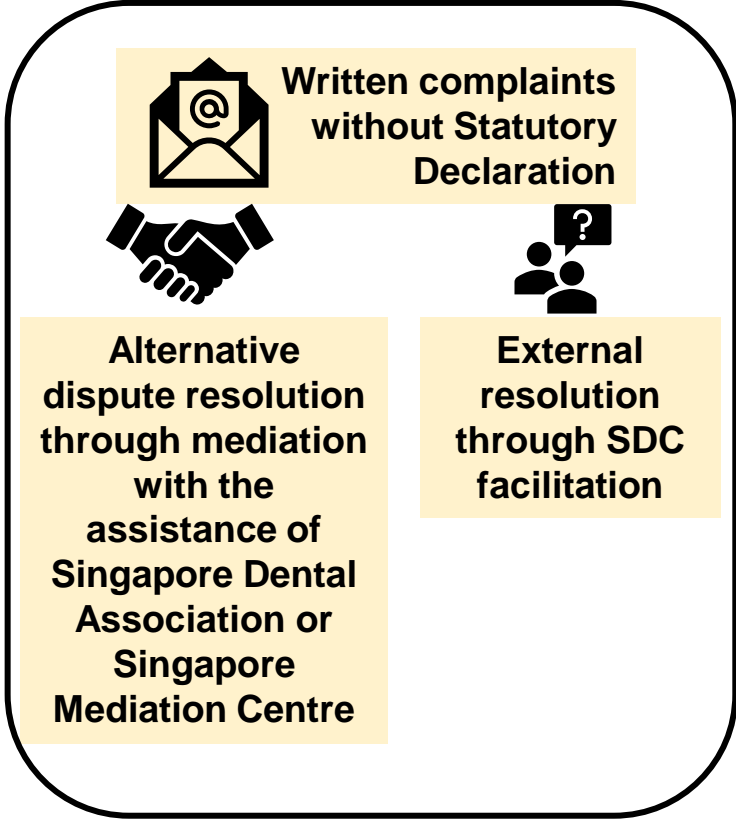 @
Written complaints
without Statutory
Declaration
?
Alternative
dispute resolution
through mediation
with the
assistance of
Singapore Dental
Association or
Singapore
Mediation Centre
External
resolution
through SDC
facilitation